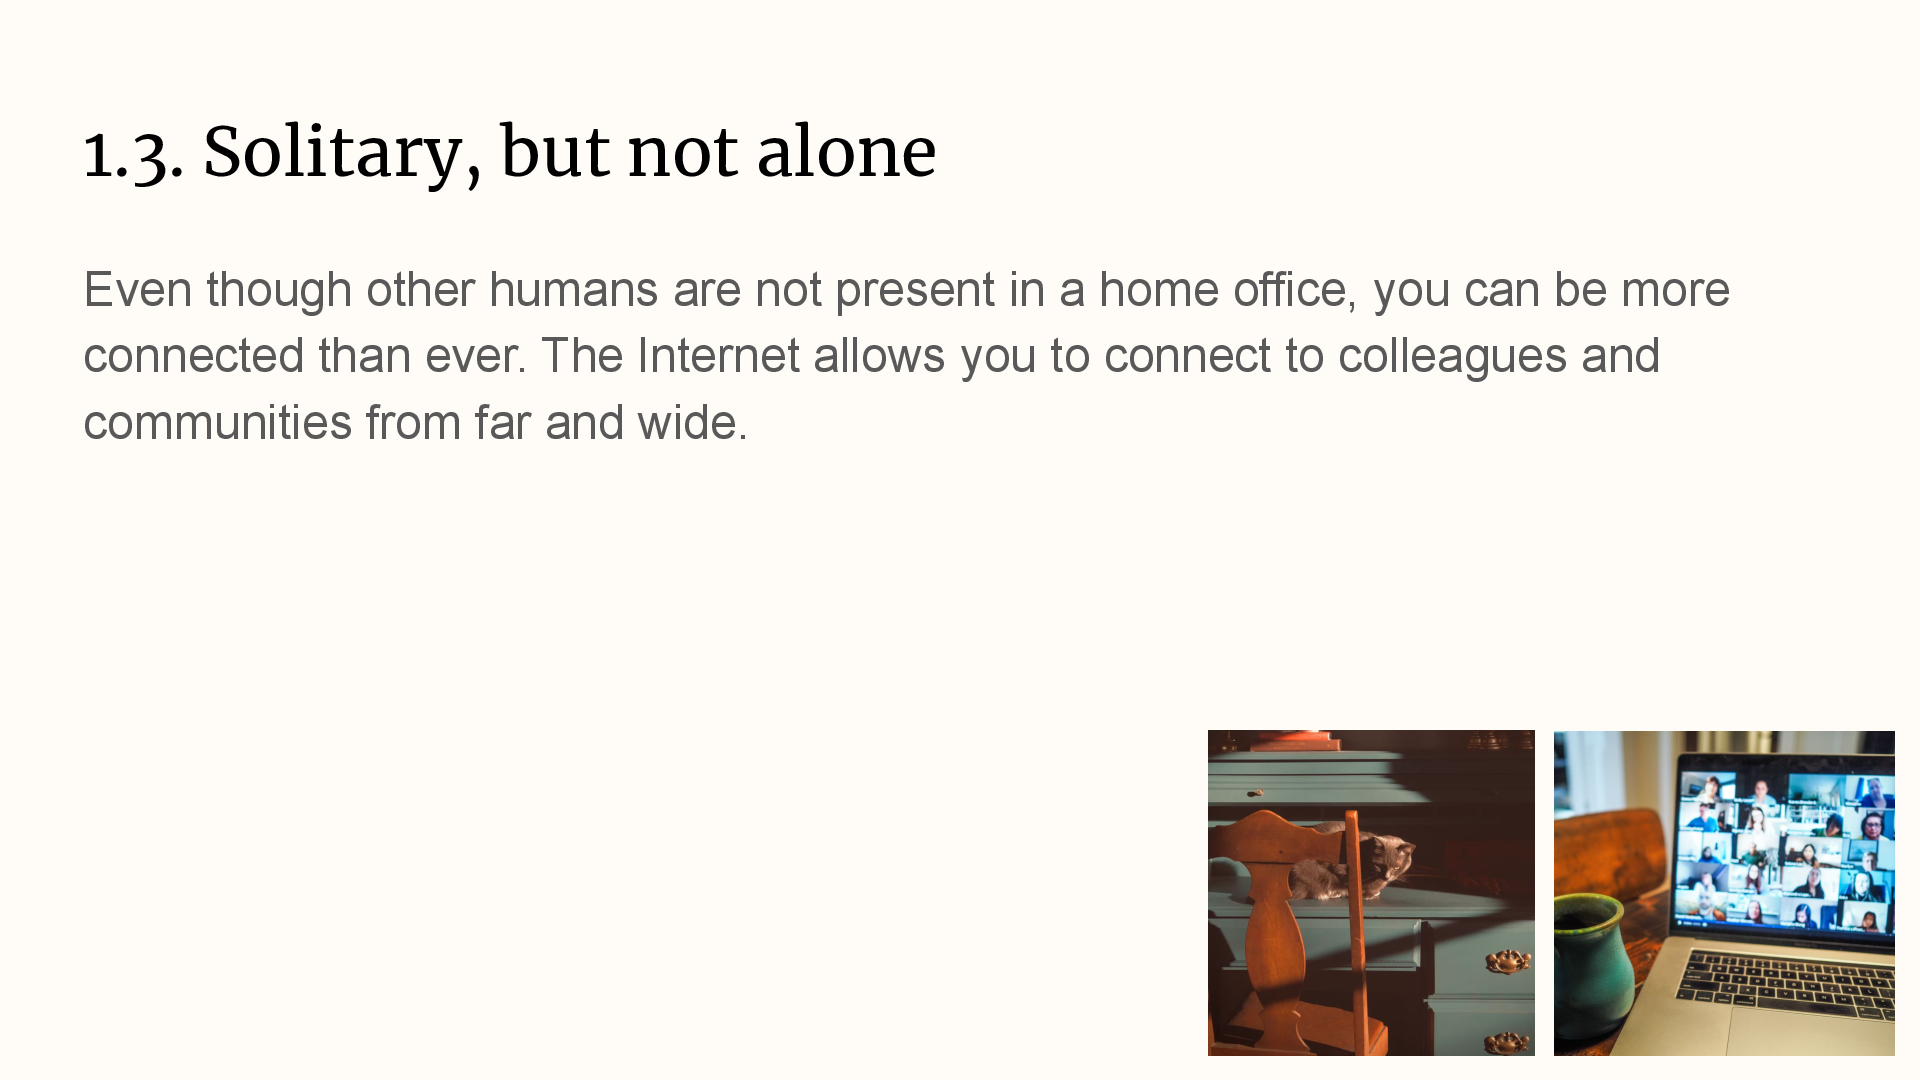 1.3. Solitary, but not alone
Even though other humans are not present in a home office, you can be more
connected than ever. The Internet allows you to connect to colleagues and
communities from far and wide.